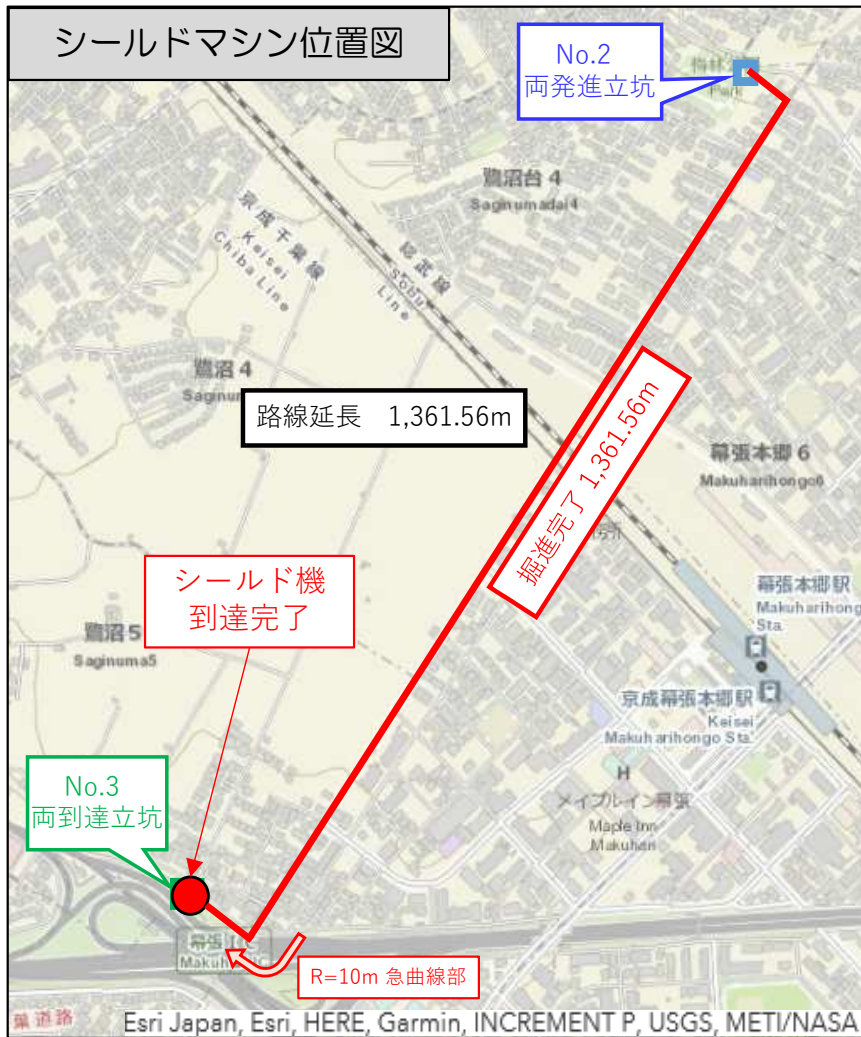 シールドマシン位置図
No.2
両発進立坑
Park
鷺沼台 4
Saginumadai4
京成千葉線
Keisei
Chiba Line
総武線
Sobu
Line
鷺沼 4
路線延長 1,361.56m
掘進完了 1,361.56m
幕張本郷 6
Makuharihongo6
シールド機
到達完了
鷺沼 5
Saginuma5
幕張本郷駅
Makuharihongo
Sta.
京成幕張本郷駅
Keisei
Makuharihongo Sta.
No.3
両到達立坑
H
メイプルイン幕張
Maple Inn
Makuhari
R=10m 急曲線部
葉道路
Esri Japan, Esri, HERE, Garmin, INCREMENT P, USGS, METI/NASA